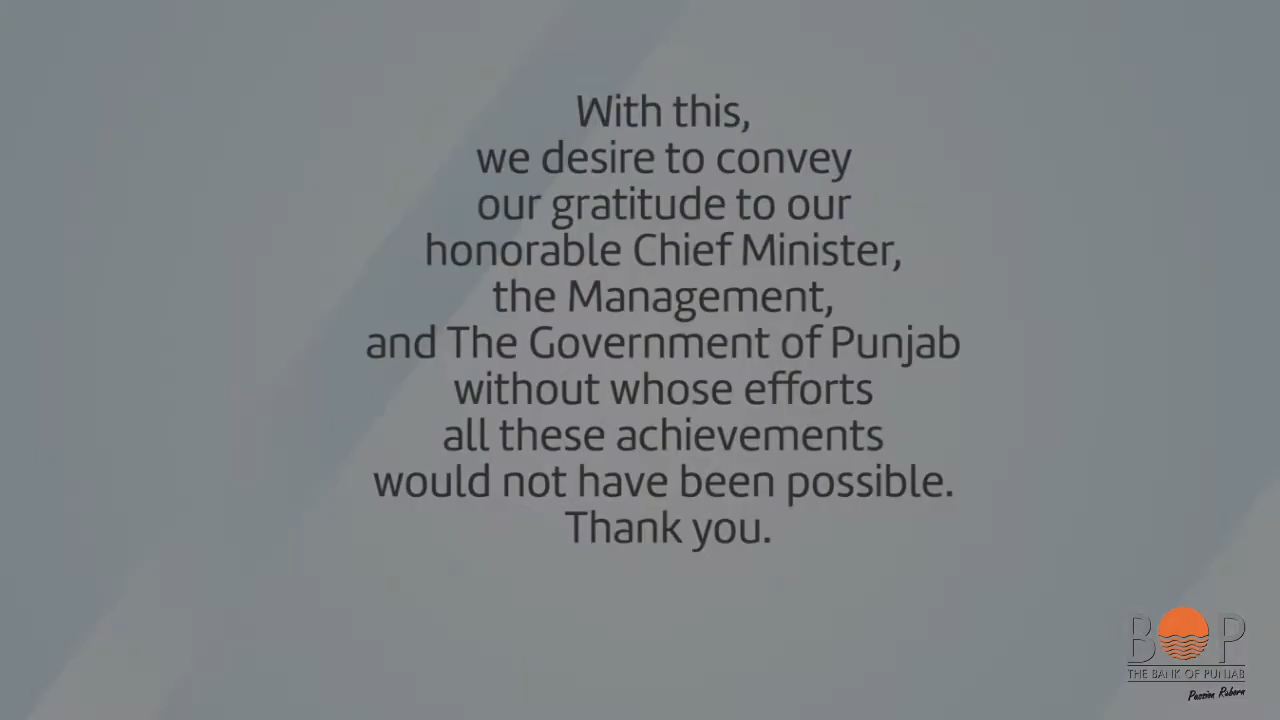 With this,
we desire to convey
our gratitude to our
honorable Chief Minister,
the Management,
and The Government of Punjab
without whose efforts
all these achievements
would not have been possible.
Thank you.
BOP
THE BANK OF PUNJAB
Passion Reborn